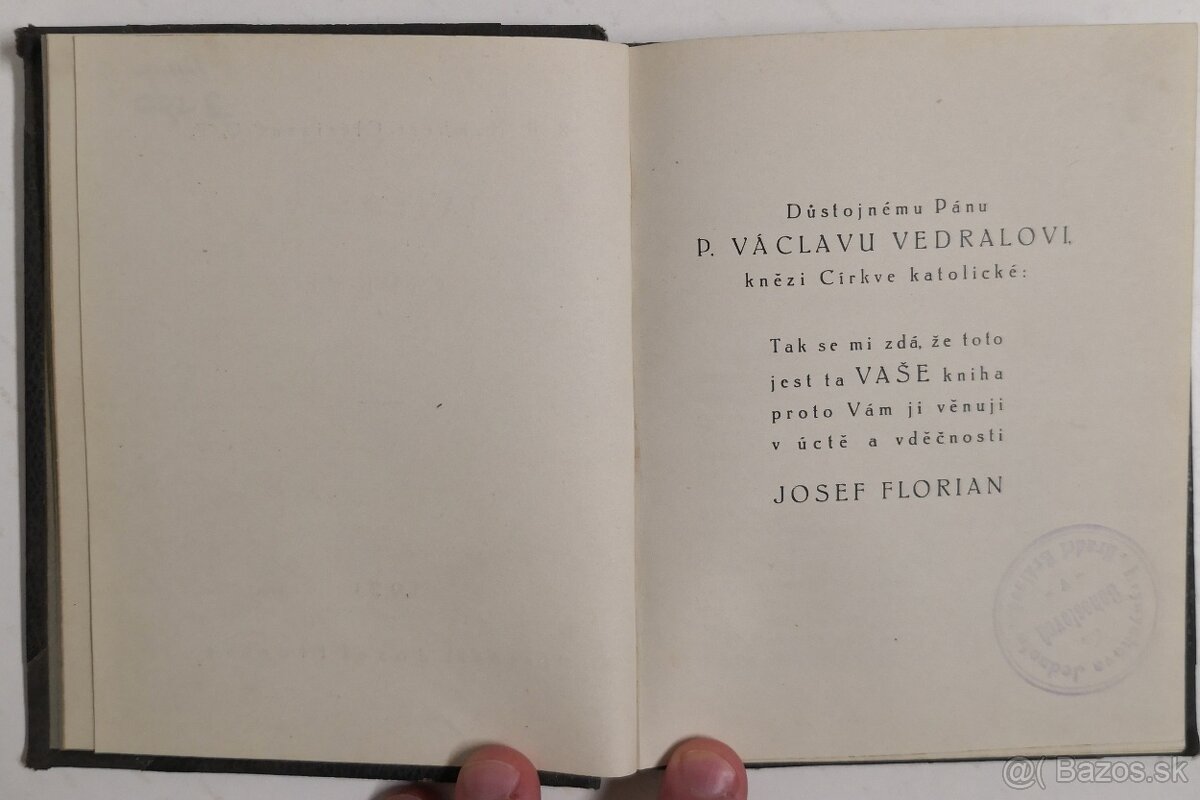 Důstojnému Pánu
P. VÁCLAVU VEDRALOVI,
knězi Církve katolické:
Tak se mi zdá, že toto
jest ta VAŠE kniha
proto Vám ji věnuji
v úctě a vděčnosti
JOSEF FLORIAN
Bohoslovců
@( Bazos.sk